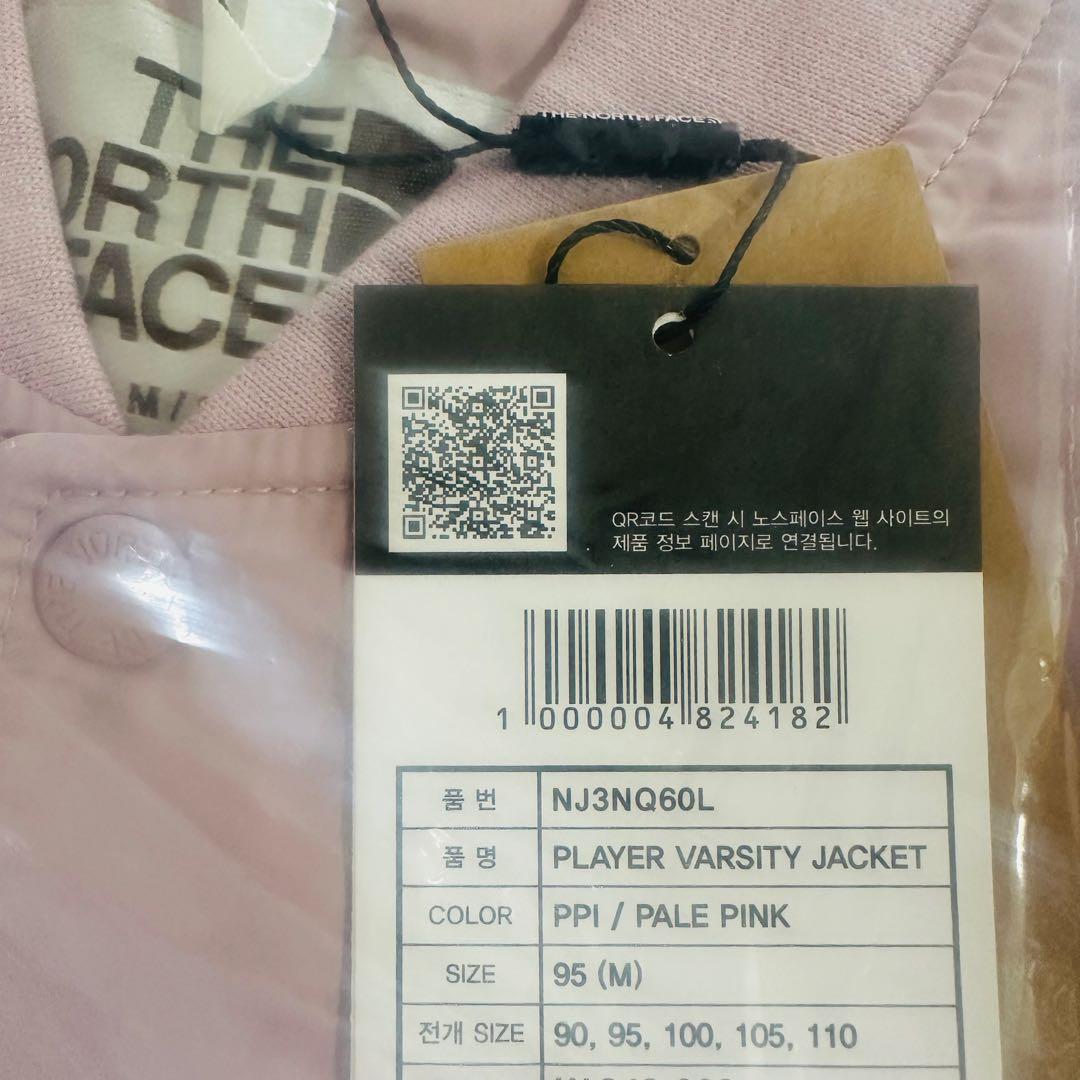 THE
NORTH
FACE
M /
THE NORTH FACE
QR코드 스캔 시 노스페이스 웹 사이트의
제품 정보 페이지로 연결됩니다.
1 000004 824182
품 번 NJ3NQ60L
품 명 PLAYER VARSITY JACKET
COLOR PPI / PALE PINK
SIZE 95 (M)
전개 SIZE 90, 95, 100, 105, 110